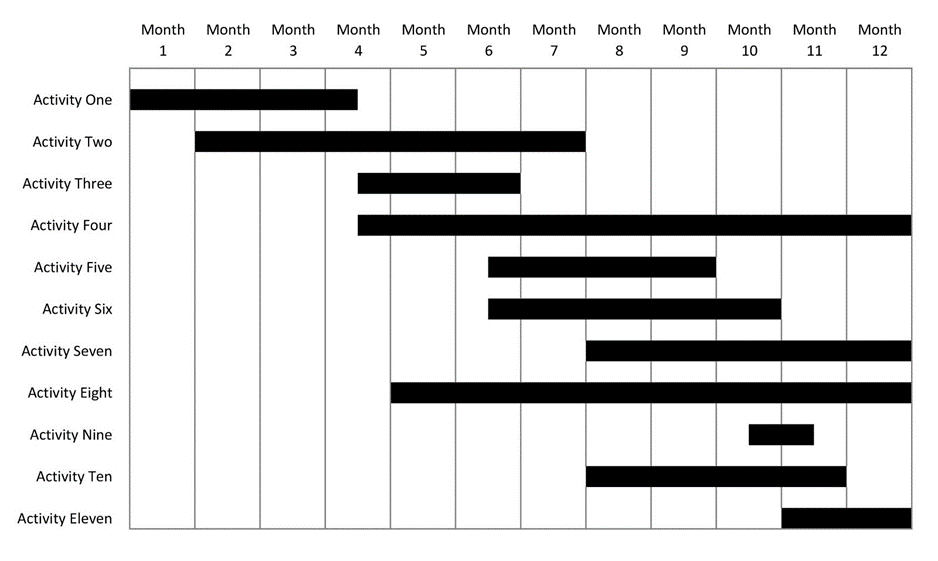 Month Month Month Month Month Month Month Month Month Month Month Month
1 2 3 4 5 6 7 8 9 10 11 12
Activity One
Activity Two
Activity Three
Activity Four
Activity Five
Activity Six
Activity Seven
Activity Eight
Activity Nine
Activity Ten
Activity Eleven